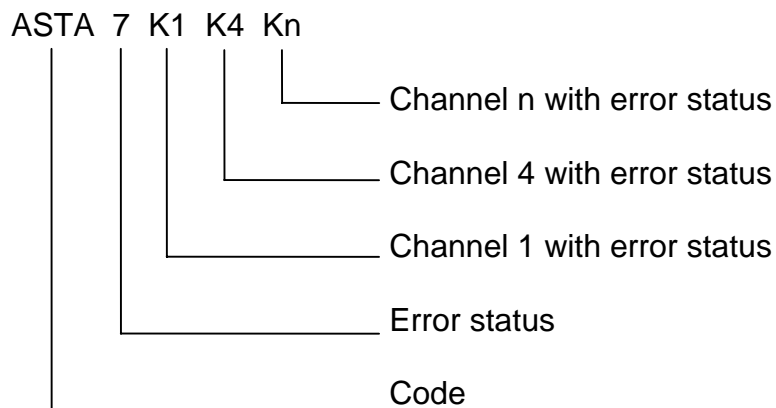 ASTA 7 K1 K4 Kn
Channel n with error status
Channel 4 with error status
Channel 1 with error status
Error status
Code